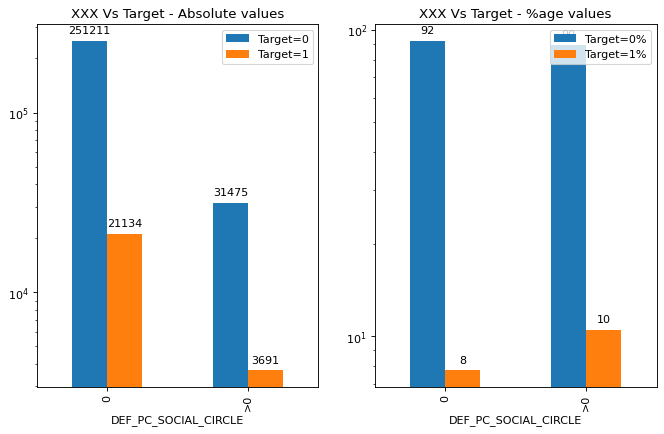 XXX Vs Target - Absolute values
251211
Target=0
Target=1
10^5
31475
21134
10^4
3691
0
>0
DEF_PC_SOCIAL_CIRCLE
XXX Vs Target - %age values
10^2
92
Target=0%
Target=1%
10^1
10
8
0
>0
DEF_PC_SOCIAL_CIRCLE